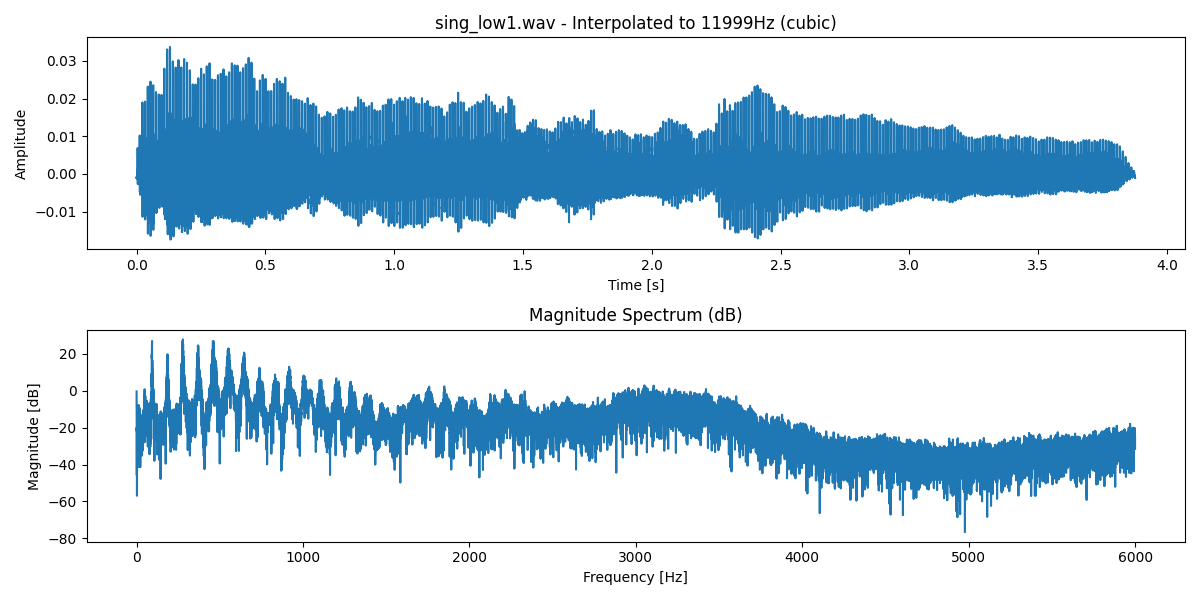 sing_low1.wav - Interpolated to 11999Hz (cubic)
0.03
0.02
0.01
0.00
−0.01
Amplitude
0.0 0.5 1.0 1.5 2.0 2.5 3.0 3.5 4.0
Time [s]
Magnitude Spectrum (dB)
20
0
−20
−40
−60
−80
Magnitude [dB]
0 1000 2000 3000 4000 5000 6000
Frequency [Hz]